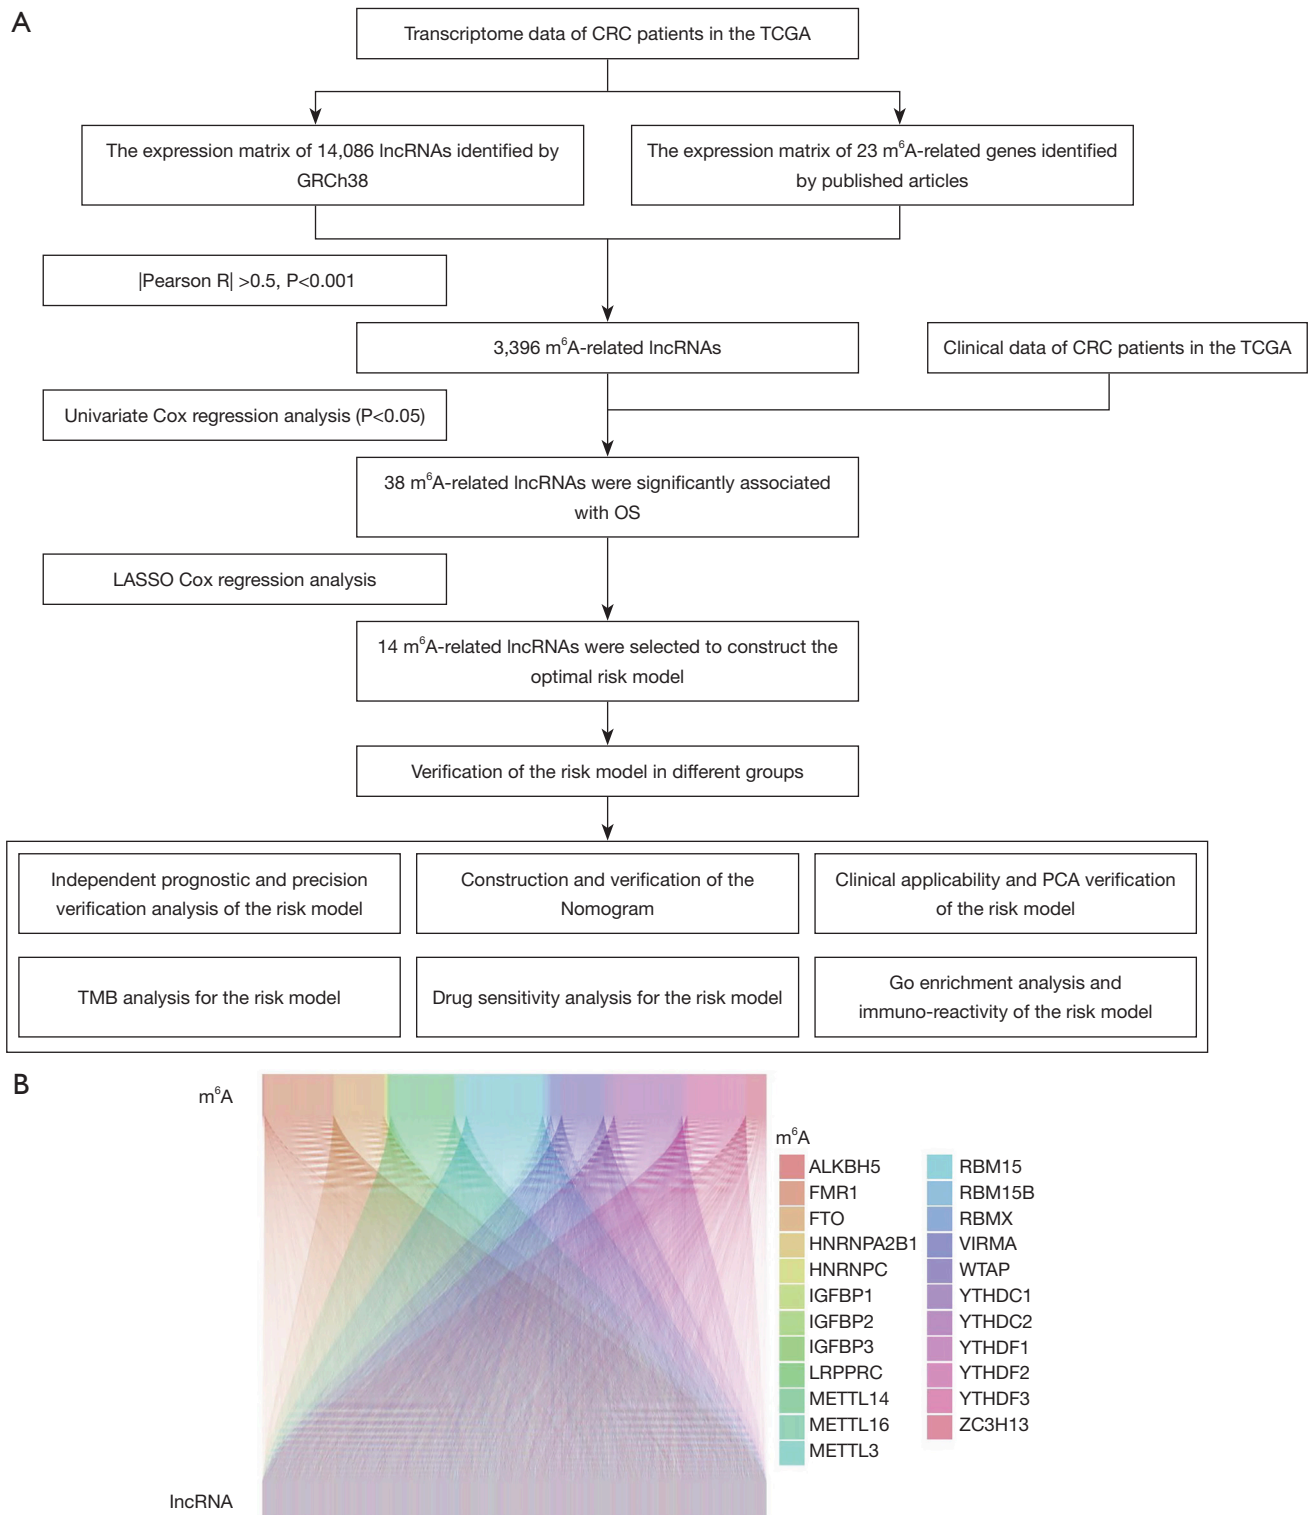 A
Transcriptome data of CRC patients in the TCGA
The expression matrix of 14,086 lncRNAs identified by
GRCh38
The expression matrix of 23 m⁶A-related genes identified
by published articles
|Pearson R| >0.5, P<0.001
3,396 m⁶A-related lncRNAs
Clinical data of CRC patients in the TCGA
Univariate Cox regression analysis (P<0.05)
38 m⁶A-related lncRNAs were significantly associated
with OS
LASSO Cox regression analysis
14 m⁶A-related lncRNAs were selected to construct the
optimal risk model
Verification of the risk model in different groups
Independent prognostic and precision
verification analysis of the risk model
Construction and verification of the
Nomogram
Clinical applicability and PCA verification
of the risk model
TMB analysis for the risk model
Drug sensitivity analysis for the risk model
Go enrichment analysis and
immuno-reactivity of the risk model
B
m⁶A
lncRNA
m⁶A
ALKBH5
FMR1
FTO
HNRNPA2B1
HNRNPC
IGFBP1
IGFBP2
IGFBP3
LRPPRC
METTL14
METTL16
METTL3
RBM15
RBM15B
RBMX
VIRMA
WTAP
YTHDC1
YTHDC2
YTHDF1
YTHDF2
YTHDF3
ZC3H13